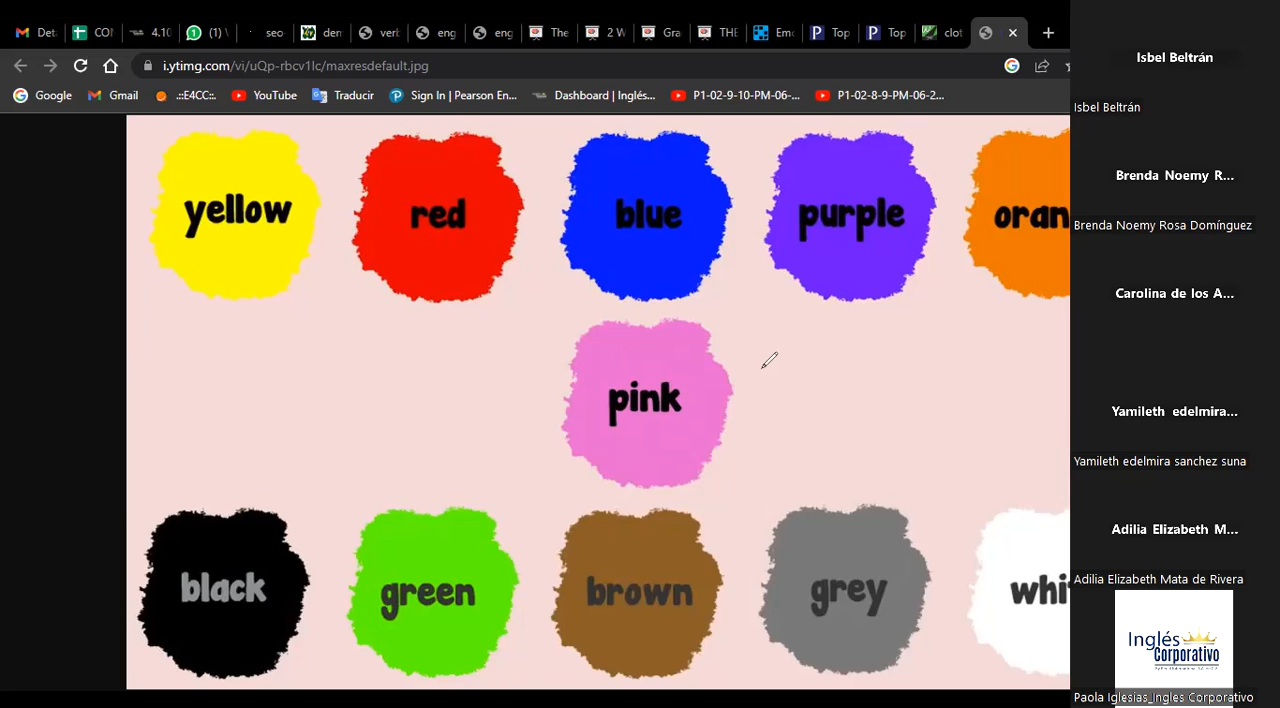 Det
CO
4.10
(1)
seo
den
verb
eng
eng
The
2 W
Gra
THE
Emo
Top
Top
clot
i.ytimg.com/vi/uQp-rbcv1Ic/maxresdefault.jpg
Google
Gmail
.::E4CC::.
YouTube
Traducir
Sign In | Pearson En...
Dashboard | Inglés...
P1-02-9-10-PM-06-...
P1-02-8-9-PM-06-2...
yellow
red
blue
purple
oran
pink
black
green
brown
grey
whi
Isbel Beltrán
Isbel Beltrán
Brenda Noemy R...
Brenda Noemy Rosa Domínguez
Carolina de los A...
Yamileth edelmira...
Yamileth edelmira sanchez suna
Adilia Elizabeth M...
Adilia Elizabeth Mata de Rivera
Inglés
Corporativo
Paola Iglesias_Ingles Corporativo